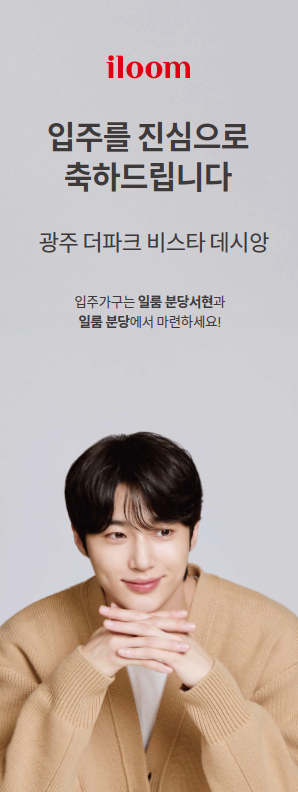 iloom
입주를 진심으로
축하드립니다
광주 더파크 비스타 데시앙
입주가구는 일룸 분당서현과
일룸 분당에서 마련하세요!